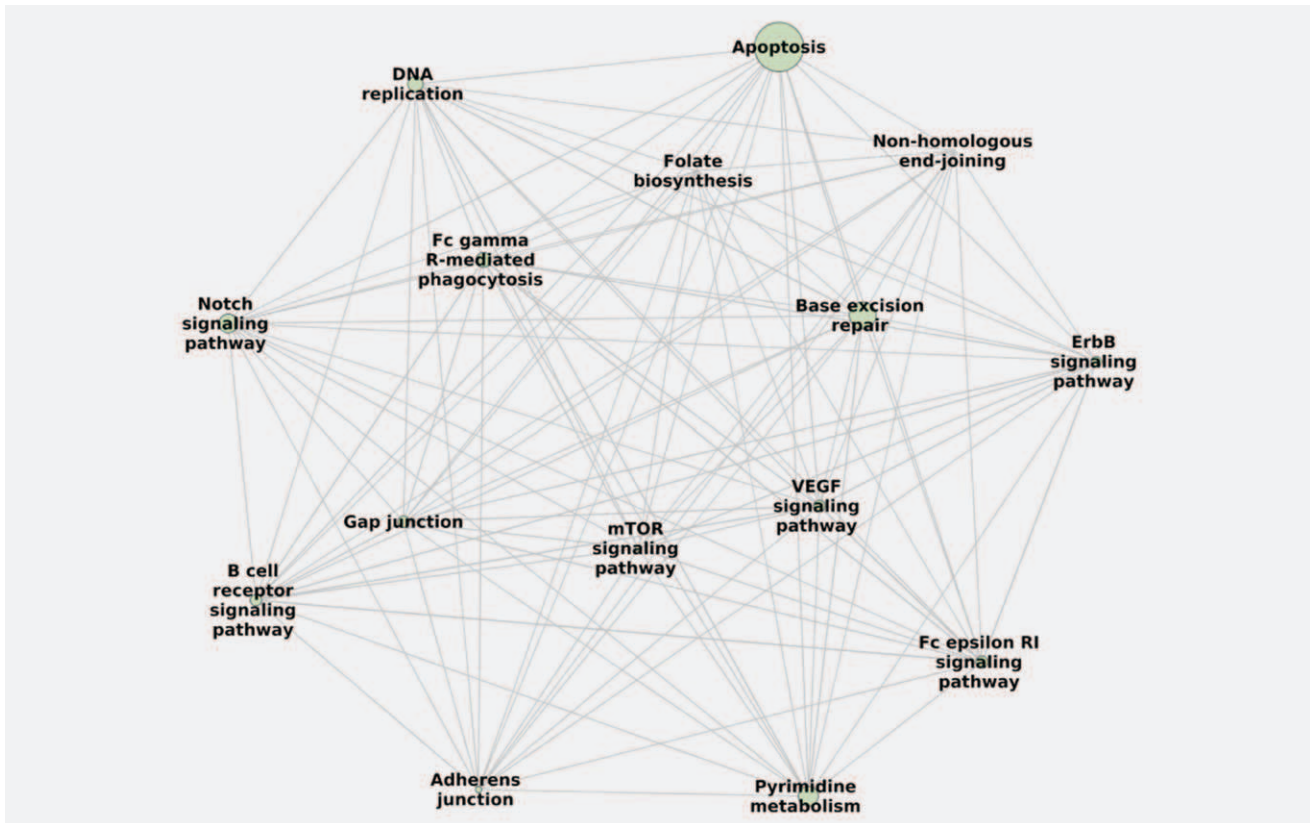 Apoptosis
DNA
replication
Non-homologous
end-joining
Folate
biosynthesis
Fc gamma
R-mediated
phagocytosis
Notch
signaling
pathway
Base excision
repair
ErbB
signaling
pathway
VEGF
signaling
pathway
Gap junction
mTOR
signaling
pathway
B cell
receptor
signaling
pathway
Fc epsilon RI
signaling
pathway
Adherens
junction
Pyrimidine
metabolism